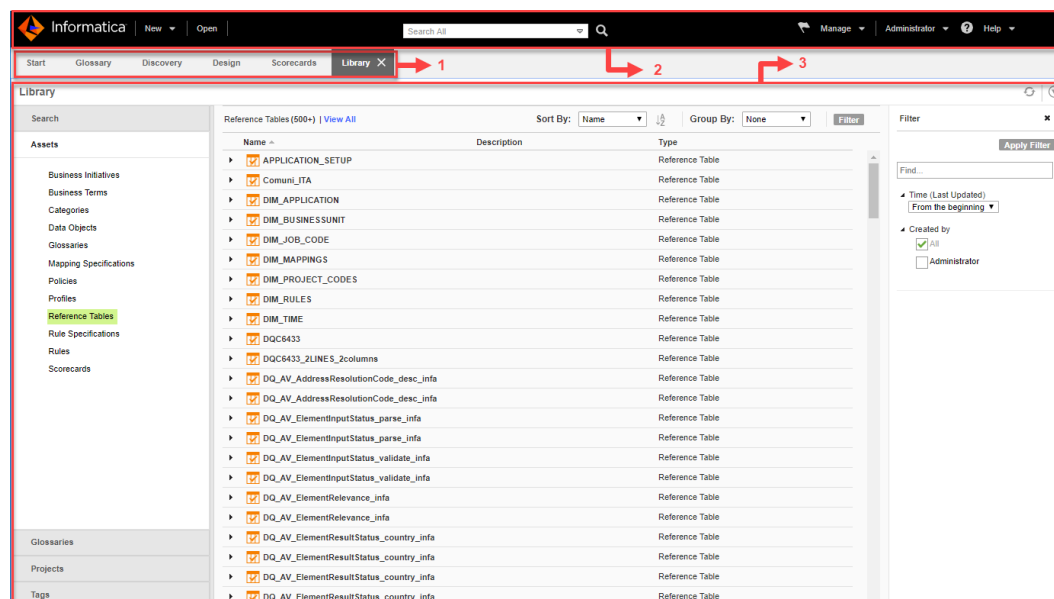 Informatica New Open Search All Manage Administrator ? Help
Start Glossary Discovery Design Scorecards Library X 1 2 3
Library
Search
Assets
Business Initiatives
Business Terms
Categories
Data Objects
Glossaries
Mapping Specifications
Policies
Profiles
Reference Tables
Rule Specifications
Rules
Scorecards
Glossaries
Projects
Tags
Reference Tables (500+) | View All Sort By: Name Group By: None Filter
Name Description Type
APPLICATION_SETUP Reference Table
Comuni_ITA Reference Table
DIM_APPLICATION Reference Table
DIM_BUSINESSUNIT Reference Table
DIM_JOB_CODE Reference Table
DIM_MAPPINGS Reference Table
DIM_PROJECT_CODES Reference Table
DIM_RULES Reference Table
DIM_TIME Reference Table
DQC6433 Reference Table
DQC6433_2LINES_2columns Reference Table
DQ_AV_AddressResolutionCode_desc_infa Reference Table
DQ_AV_AddressResolutionCode_desc_infa Reference Table
DQ_AV_ElementInputStatus_parse_infa Reference Table
DQ_AV_ElementInputStatus_parse_infa Reference Table
DQ_AV_ElementInputStatus_validate_infa Reference Table
DQ_AV_ElementInputStatus_validate_infa Reference Table
DQ_AV_ElementRelevance_infa Reference Table
DQ_AV_ElementRelevance_infa Reference Table
DQ_AV_ElementResultStatus_country_infa Reference Table
DQ_AV_ElementResultStatus_country_infa Reference Table
DQ_AV_ElementResultStatus_country_infa Reference Table
DQ_AV_ElementResultStatus_country_infa Reference Table
Filter
Apply Filter
Find...
Time (Last Updated)
From the beginning
Created by
All
Administrator